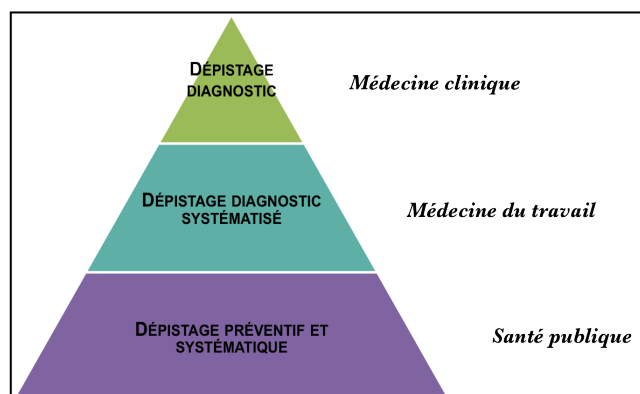 DÉPISTAGE
DIAGNOSTIC
Médecine clinique
DÉPISTAGE DIAGNOSTIC
SYSTÉMATISÉ
Médecine du travail
DÉPISTAGE PRÉVENTIF ET
SYSTÉMATIQUE
Santé publique